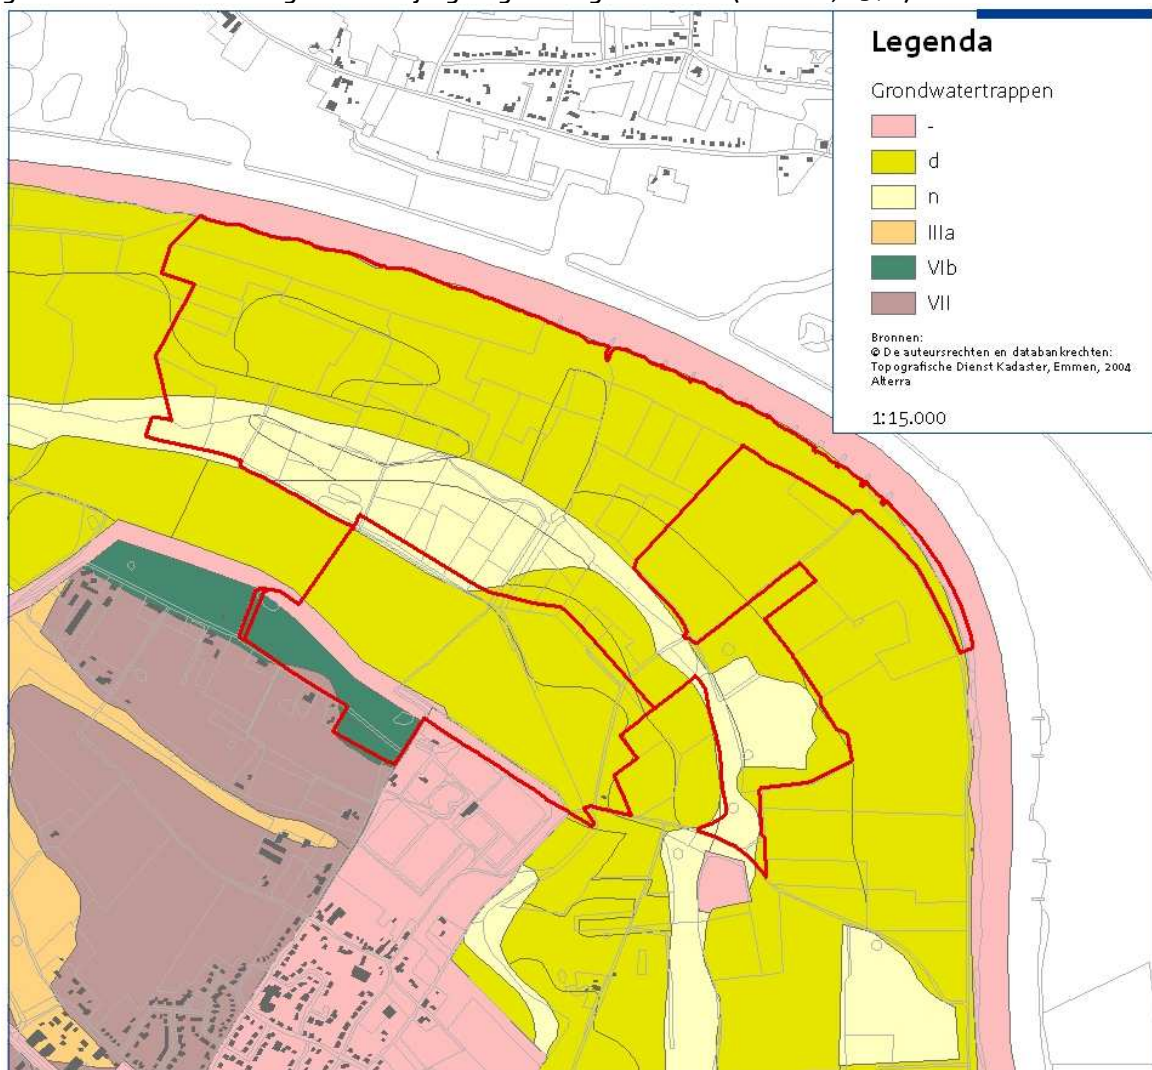 Legenda
Grondwatertrappen
-
d
n
IIIa
VIb
VII
Bronnen:
© De auteursrechten en databankrechten:
Topografische Dienst Kadaster, Emmen, 2004
Alterra
1:15.000